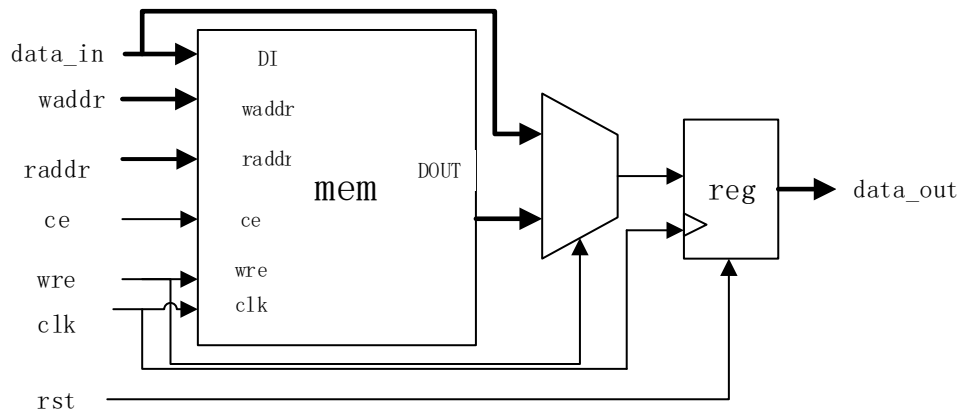 data_in
waddr
raddr
ce
wre
clk
rst
DI
waddr
raddr
ce
wre
clk
mem
DOUT
reg
data_out